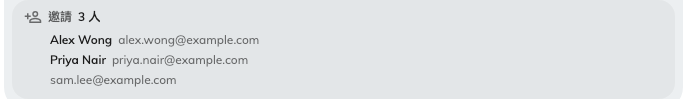 邀請 3 人
Alex Wong alex.wong@example.com
Priya Nair priya.nair@example.com
sam.lee@example.com